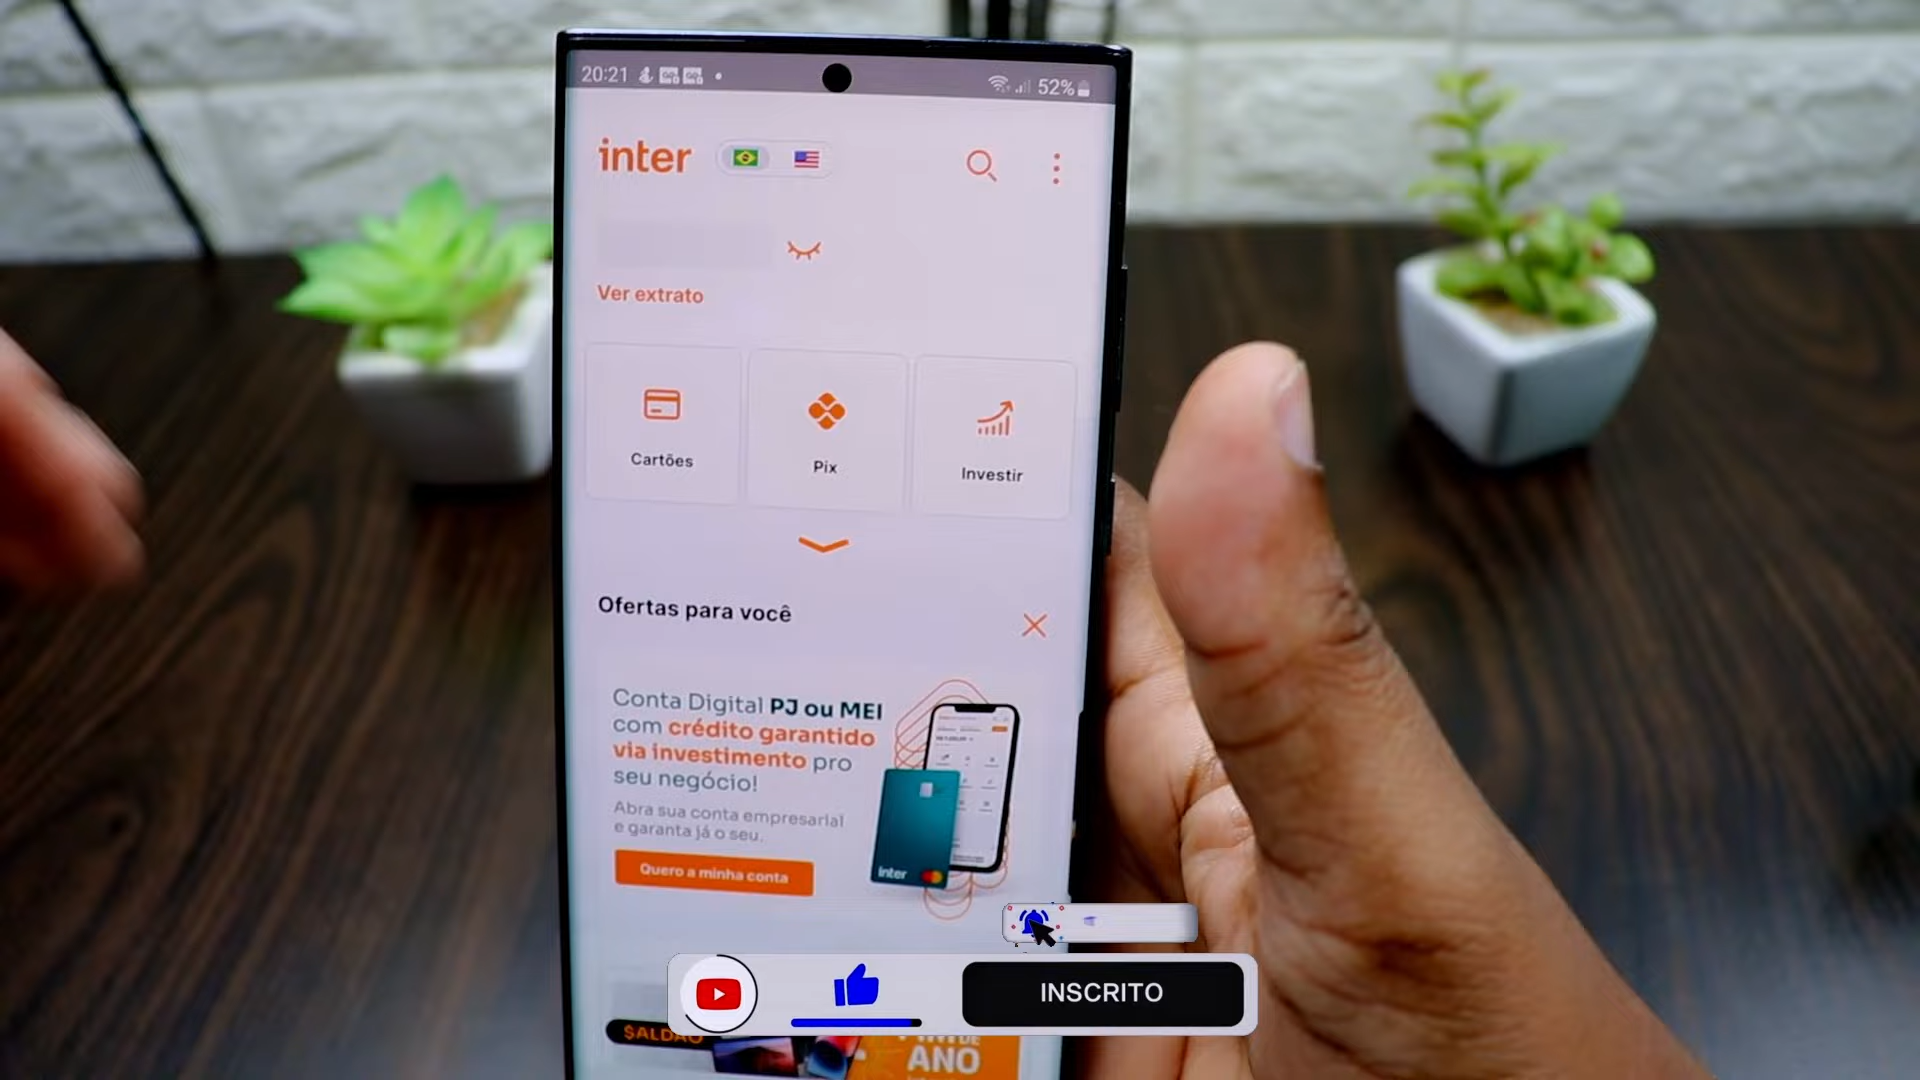 20:21
52%
inter
Ver extrato
Cartões
Pix
Investir
Ofertas para você
Conta Digital PJ ou MEI
com crédito garantido
via investimento pro
seu negócio!
Abra sua conta empresarial
e garanta já o seu.
Quero a minha conta
inter
INSCRITO
$ALDÃO
DE
ANO